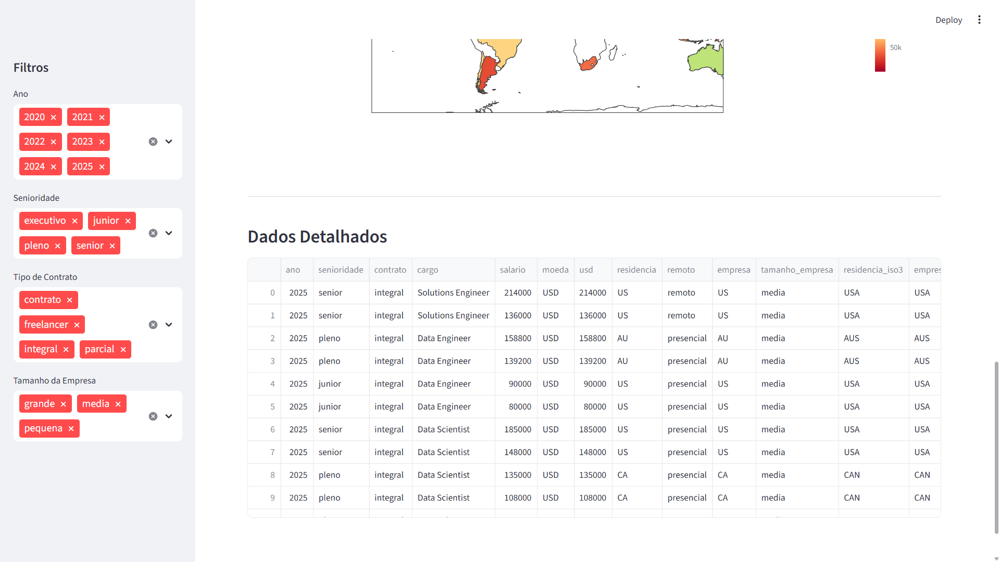 Deploy
50k
Filtros
Ano
2020 2021
2022 2023
2024 2025
Senioridade
executivo junior
pleno senior
Tipo de Contrato
contrato
freelancer
integral parcial
Tamanho da Empresa
grande media
pequena
Dados Detalhados
ano senioridade contrato cargo salario moeda usd residencia remoto empresa tamanho_empresa residencia_iso3 empres
0 2025 senior integral Solutions Engineer 214000 USD 214000 US remoto US media USA USA
1 2025 senior integral Solutions Engineer 136000 USD 136000 US remoto US media USA USA
2 2025 pleno integral Data Engineer 158800 USD 158800 AU presencial AU media AUS AUS
3 2025 pleno integral Data Engineer 139200 USD 139200 AU presencial AU media AUS AUS
4 2025 junior integral Data Engineer 90000 USD 90000 US presencial US media USA USA
5 2025 junior integral Data Engineer 80000 USD 80000 US presencial US media USA USA
6 2025 senior integral Data Scientist 185000 USD 185000 US presencial US media USA USA
7 2025 senior integral Data Scientist 148000 USD 148000 US presencial US media USA USA
8 2025 pleno integral Data Scientist 135000 USD 135000 CA presencial CA media CAN CAN
9 2025 pleno integral Data Scientist 108000 USD 108000 CA presencial CA media CAN CAN